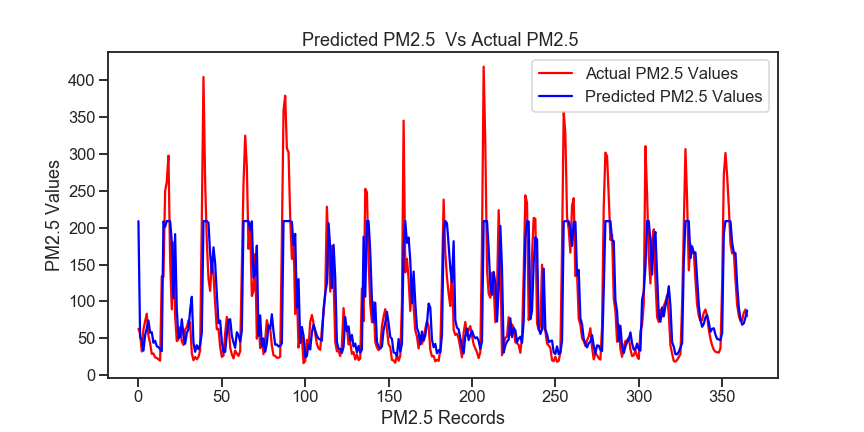 Predicted PM2.5  Vs Actual PM2.5
Actual PM2.5 Values
Predicted PM2.5 Values
PM2.5 Values
400
350
300
250
200
150
100
50
0
0 50 100 150 200 250 300 350
PM2.5 Records